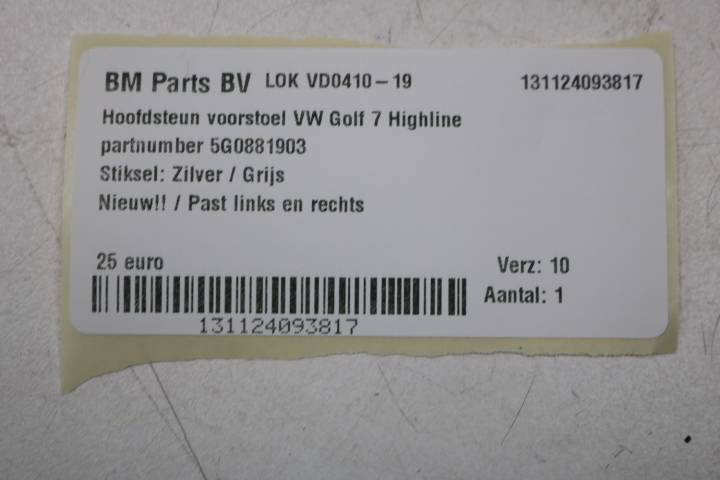 BM Parts BV LOK VD0410-19 131124093817
Hoofdsteun voorstoel VW Golf 7 Highline
partnumber 5G0881903
Stiksel: Zilver / Grijs
Nieuw!! / Past links en rechts
25 euro Verz: 10
Aantal: 1
131124093817